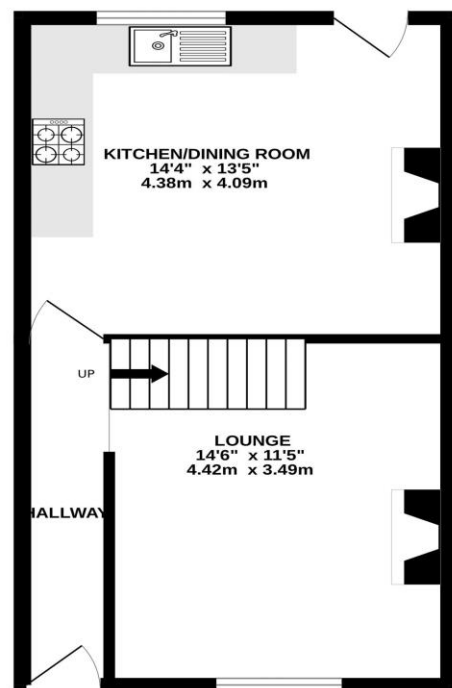 KITCHEN/DINING ROOM
14'4" x 13'5"
4.38m x 4.09m
UP
LOUNGE
14'6" x 11'5"
4.42m x 3.49m
HALLWAY